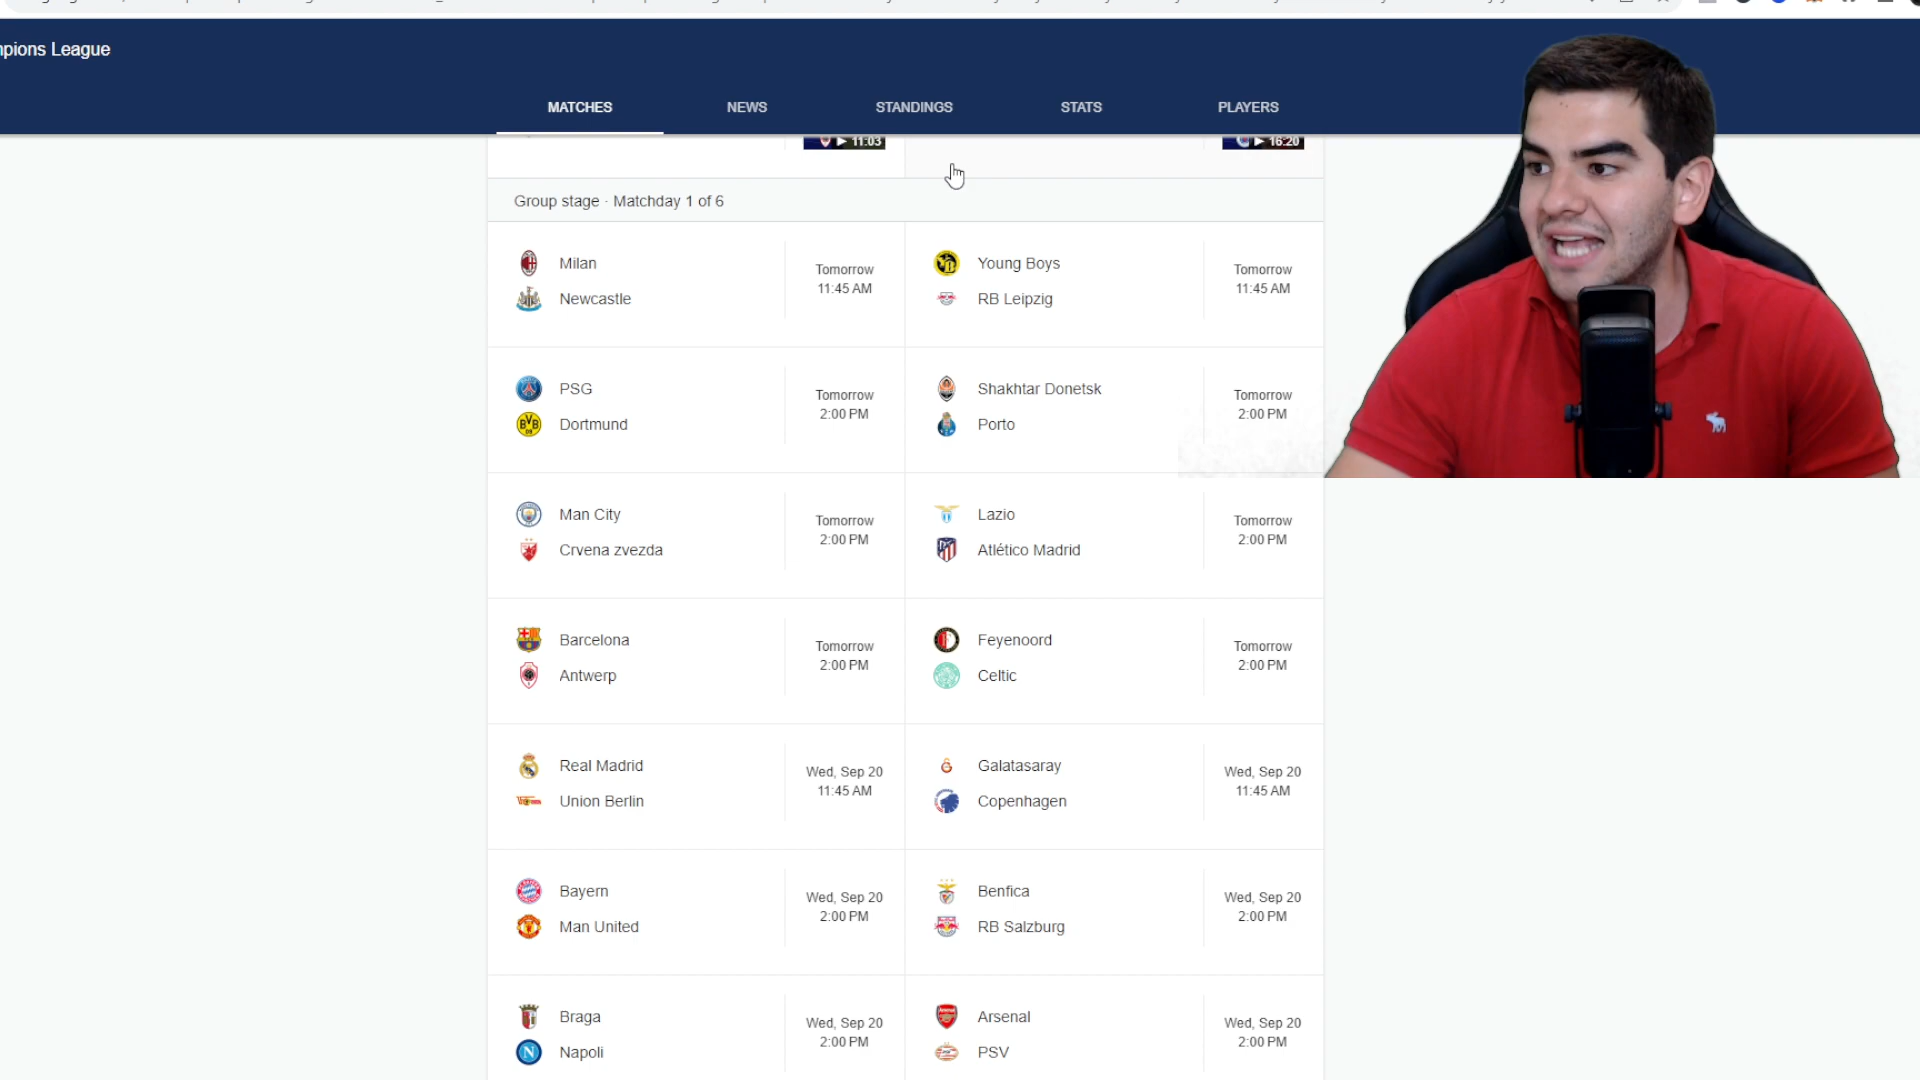 mpions League
MATCHES NEWS STANDINGS STATS PLAYERS
11:03 16:20
Group stage · Matchday 1 of 6
Milan
Newcastle
Tomorrow
11:45 AM
Young Boys
RB Leipzig
Tomorrow
11:45 AM
PSG
Dortmund
Tomorrow
2:00 PM
Shakhtar Donetsk
Porto
Tomorrow
2:00 PM
Man City
Crvena zvezda
Tomorrow
2:00 PM
Lazio
Atlético Madrid
Tomorrow
2:00 PM
Barcelona
Antwerp
Tomorrow
2:00 PM
Feyenoord
Celtic
Tomorrow
2:00 PM
Real Madrid
Union Berlin
Wed, Sep 20
11:45 AM
Galatasaray
Copenhagen
Wed, Sep 20
11:45 AM
Bayern
Man United
Wed, Sep 20
2:00 PM
Benfica
RB Salzburg
Wed, Sep 20
2:00 PM
Braga
Napoli
Wed, Sep 20
2:00 PM
Arsenal
PSV
Wed, Sep 20
2:00 PM